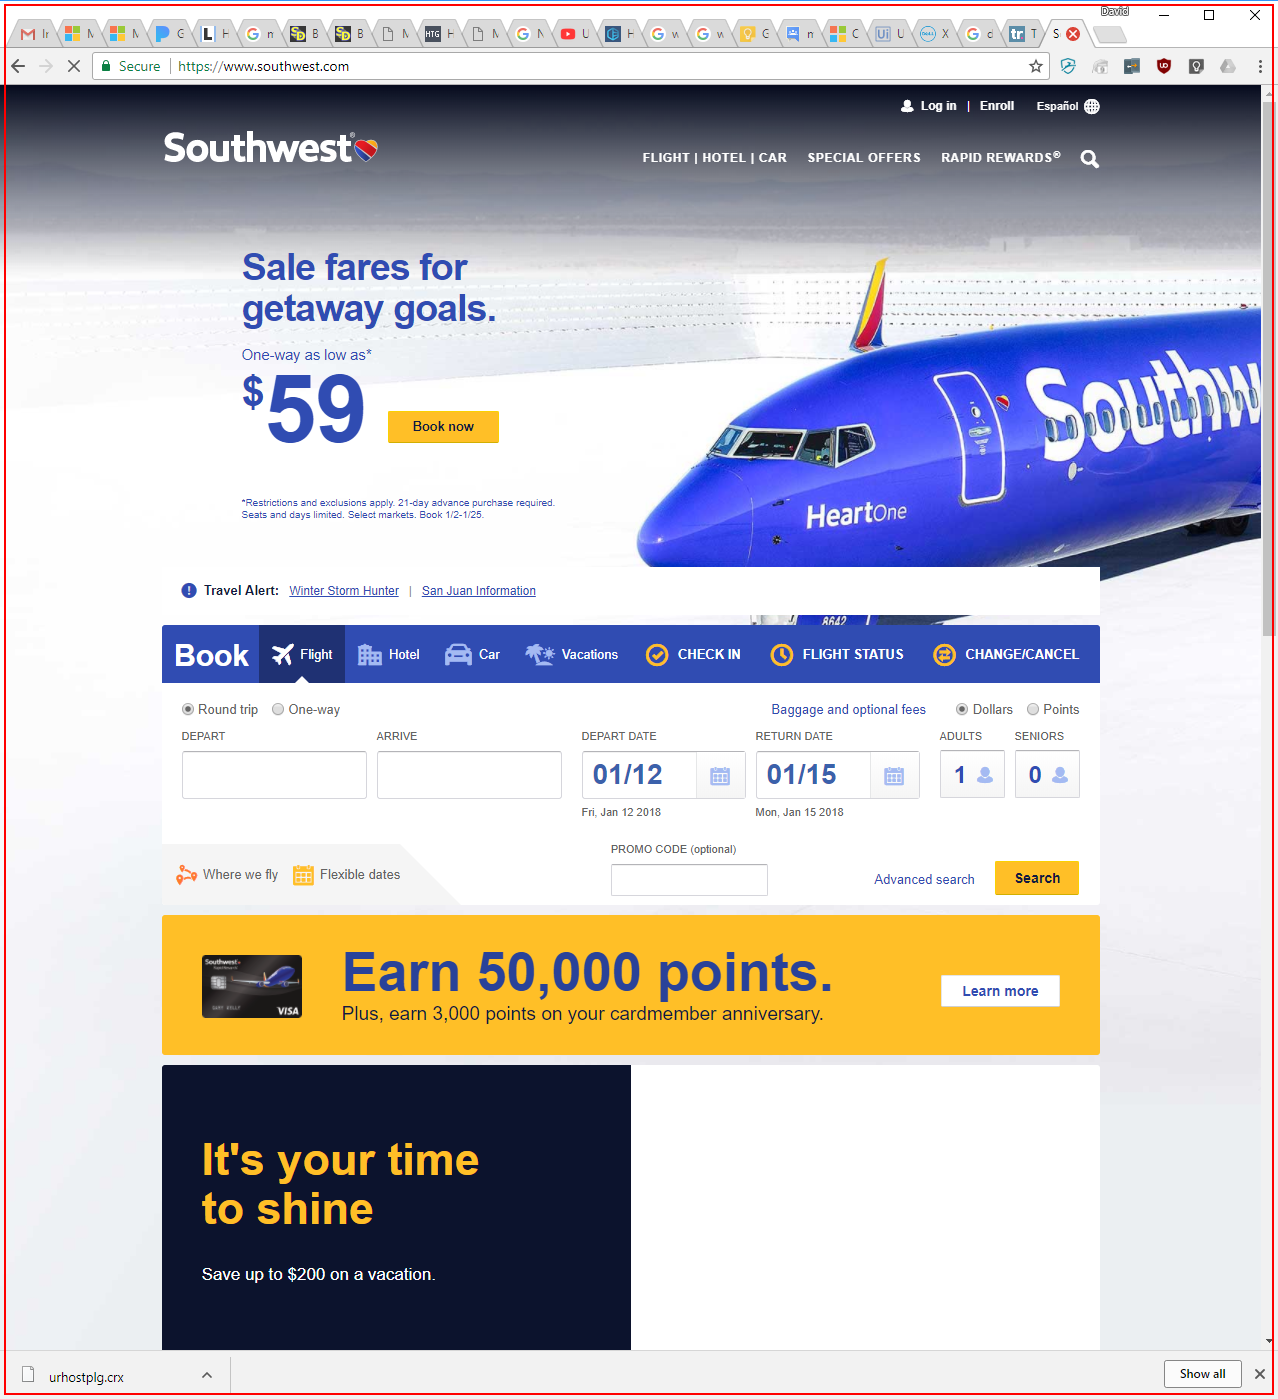 David
Secure
https://www.southwest.com
Log in | Enroll Español
Southwest®
FLIGHT | HOTEL | CAR SPECIAL OFFERS RAPID REWARDS®
Sale fares for
getaway goals.
One-way as low as*
$59
Book now
Southw
HeartOne
*Restrictions and exclusions apply. 21-day advance purchase required.
Seats and days limited. Select markets. Book 1/2-1/25.
Travel Alert: Winter Storm Hunter | San Juan Information
8642
Book Flight Hotel Car Vacations CHECK IN FLIGHT STATUS CHANGE/CANCEL
Round trip One-way Baggage and optional fees Dollars Points
DEPART ARRIVE DEPART DATE RETURN DATE ADULTS SENIORS
01/12 01/15 1 0
Fri, Jan 12 2018 Mon, Jan 15 2018
PROMO CODE (optional)
Where we fly Flexible dates Advanced search Search
Southwest
VISA
Earn 50,000 points.
Plus, earn 3,000 points on your cardmember anniversary.
Learn more
It's your time
to shine
Save up to $200 on a vacation.
urhostplg.crx Show all